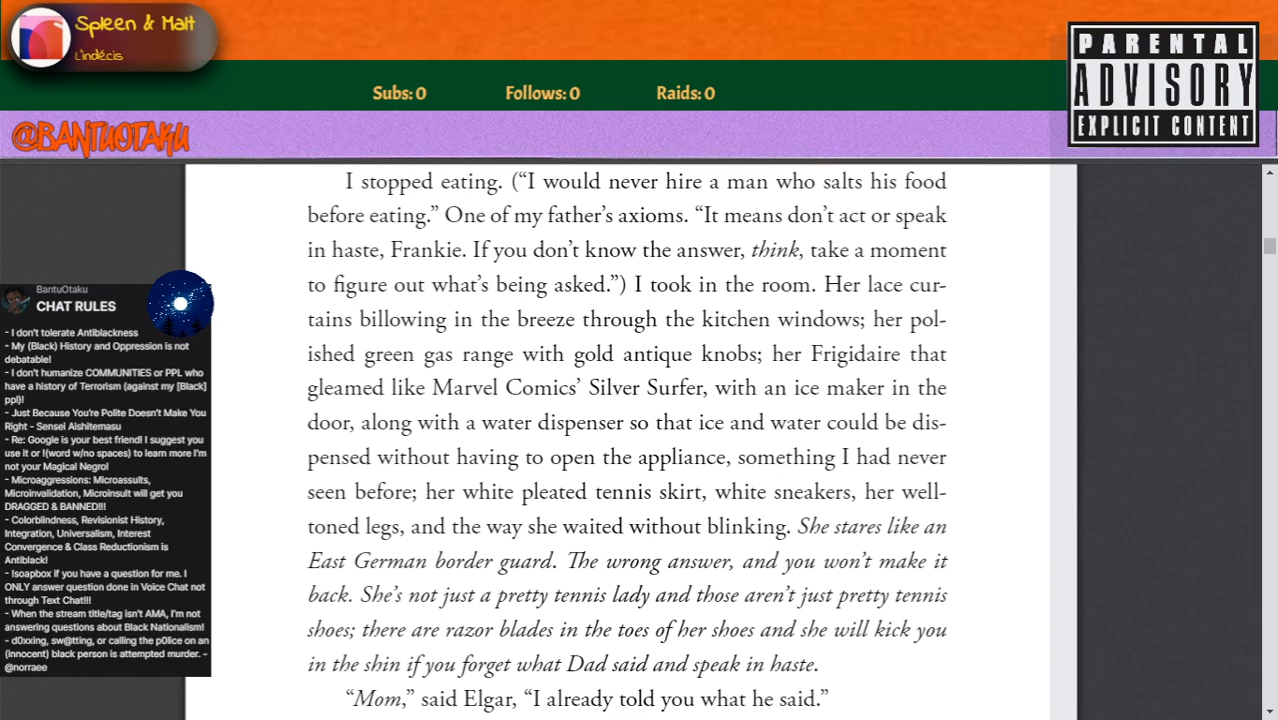 Spleen & Malt
L'indécis
PARENTAL
ADVISORY
EXPLICIT CONTENT
Subs: 0 Follows: 0 Raids: 0
@BANTUOTAKU
I stopped eating. (“I would never hire a man who salts his food
before eating.” One of my father’s axioms. “It means don’t act or speak
in haste, Frankie. If you don’t know the answer, think, take a moment
to figure out what’s being asked.”) I took in the room. Her lace cur-
tains billowing in the breeze through the kitchen windows; her pol-
ished green gas range with gold antique knobs; her Frigidaire that
gleamed like Marvel Comics’ Silver Surfer, with an ice maker in the
door, along with a water dispenser so that ice and water could be dis-
pensed without having to open the appliance, something I had never
seen before; her white pleated tennis skirt, white sneakers, her well-
toned legs, and the way she waited without blinking. She stares like an
East German border guard. The wrong answer, and you won’t make it
back. She’s not just a pretty tennis lady and those aren’t just pretty tennis
shoes; there are razor blades in the toes of her shoes and she will kick you
in the shin if you forget what Dad said and speak in haste.
“Mom,” said Elgar, “I already told you what he said.”
BantuOtaku
CHAT RULES
- I don't tolerate Antiblackness
- My (Black) History and Oppression is not
debatable!
- I don't humanize COMMUNITIES or PPL who
have a history of Terrorism (against my [Black]
ppl)!
- Just Because You're Polite Doesn't Make You
Right - Sensei Aishitemasu
- Re: Google is your best friend! I suggest you
use it or !(word w/no spaces) to learn more I'm
not your Magical Negro!
- Microaggressions: Microassults,
Microinvalidation, Microinsult will get you
DRAGGED & BANNED!!!
- Colorblindness, Revisionist History,
Integration, Universalism, Interest
Convergence & Class Reductionism is
Antiblack!
- !soapbox if you have a question for me. I
ONLY answer question done in Voice Chat not
through Text Chat!!!
- When the stream title/tag isn't AMA, I'm not
answering questions about Black Nationalism!
- d0xxing, sw@tting, or calling the p0lice on an
(innocent) black person is attempted murder. -
@norraee